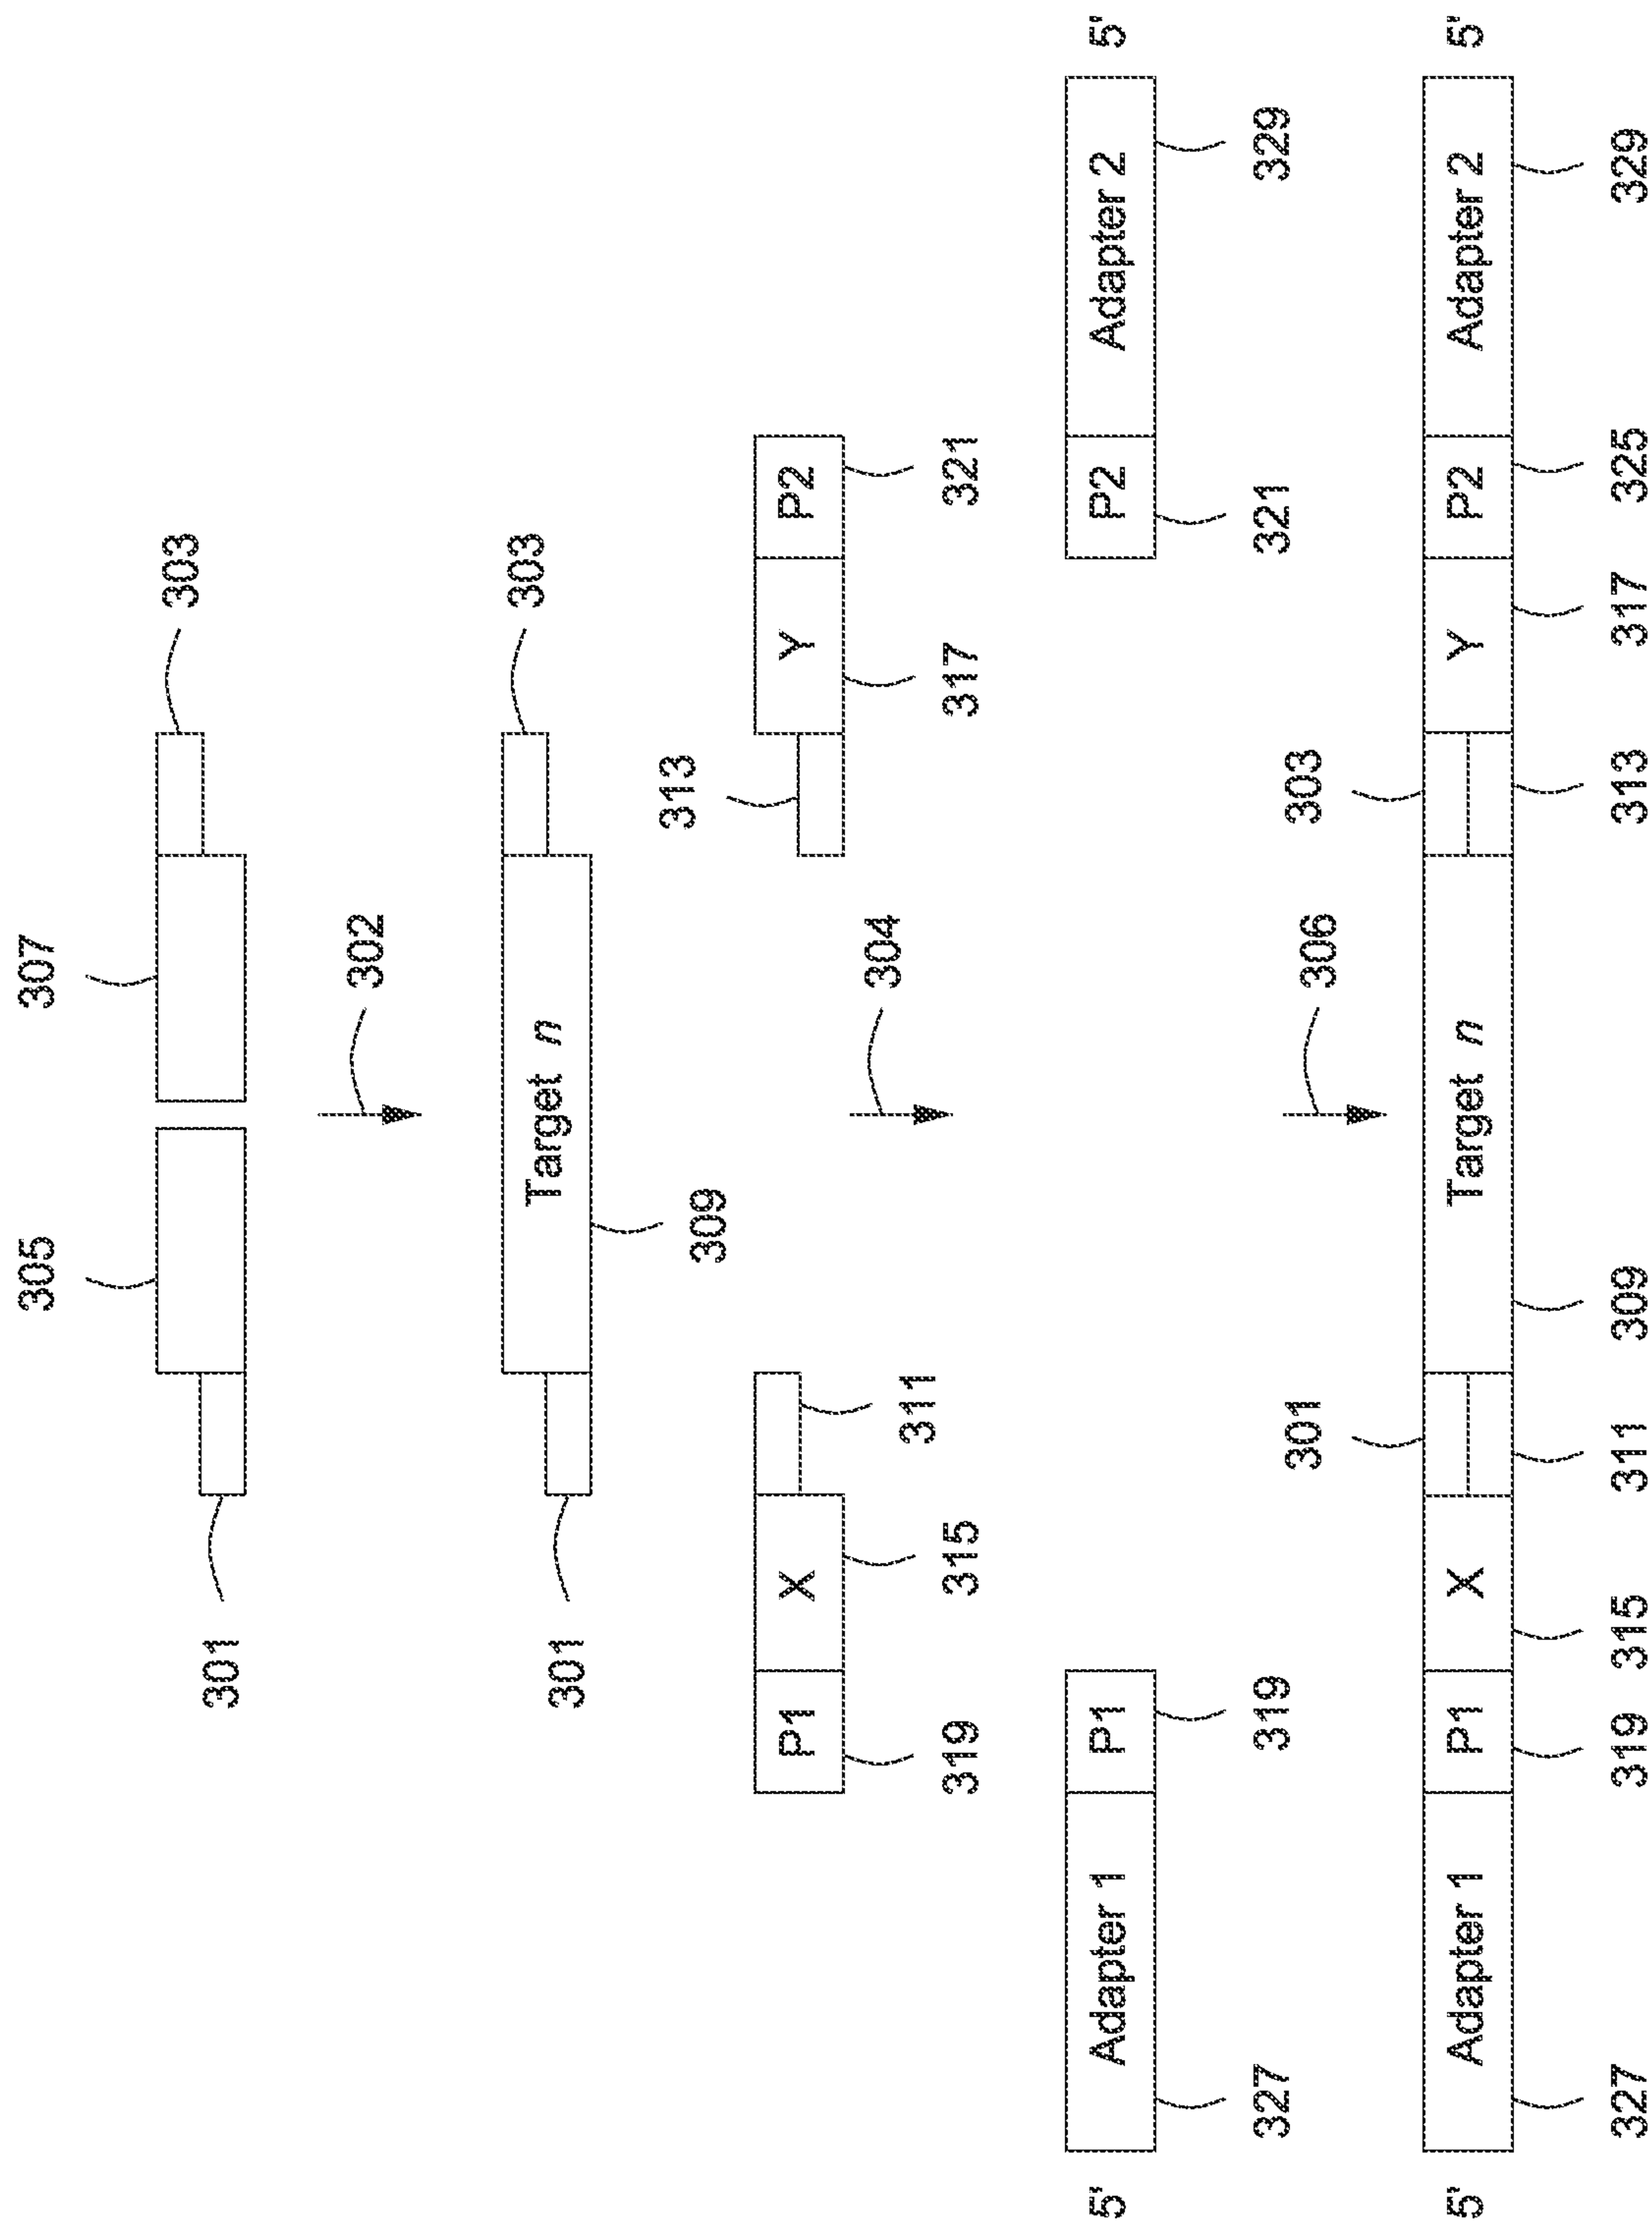 305 307
301 303
302
Target n
301 303
309
313
P1 X Y P2
311
319 315 317 321
304
5' Adapter 1 P1 P2 Adapter 2 5'
327 319 321 329
301 306 303
5' Adapter 1 P1 X Target n Y P2 Adapter 2 5'
327 319 315 311 309 313 317 325 329